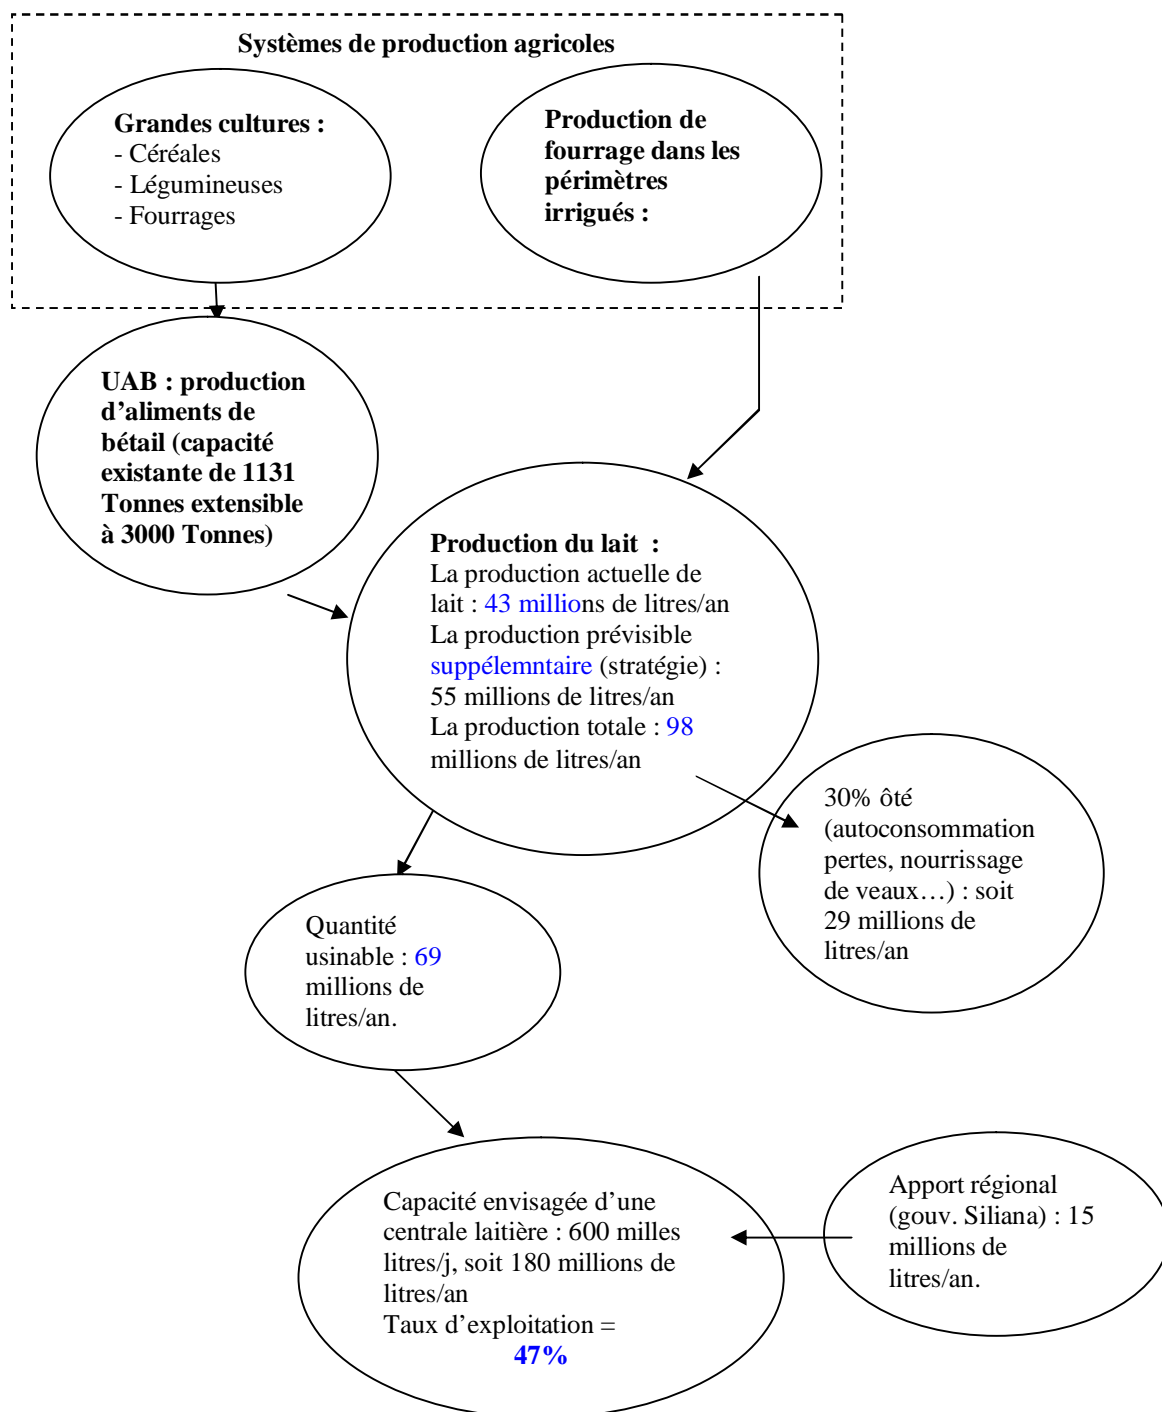 Systèmes de production agricoles
Grandes cultures :
- Céréales
- Légumineuses
- Fourrages
Production de
fourrage dans les
périmètres
irrigués :
UAB : production
d’aliments de
bétail (capacité
existante de 1131
Tonnes extensible
à 3000 Tonnes)
Production du lait :
La production actuelle de
lait : 43 millions de litres/an
La production prévisible
suppélemntaire (stratégie) :
55 millions de litres/an
La production totale : 98
millions de litres/an
30% ôté
(autoconsommation
pertes, nourrissage
de veaux…) : soit
29 millions de
litres/an
Quantité
usinable : 69
millions de
litres/an.
Capacité envisagée d’une
centrale laitière : 600 milles
litres/j, soit 180 millions de
litres/an
Taux d’exploitation =
47%
Apport régional
(gouv. Siliana) : 15
millions de
litres/an.